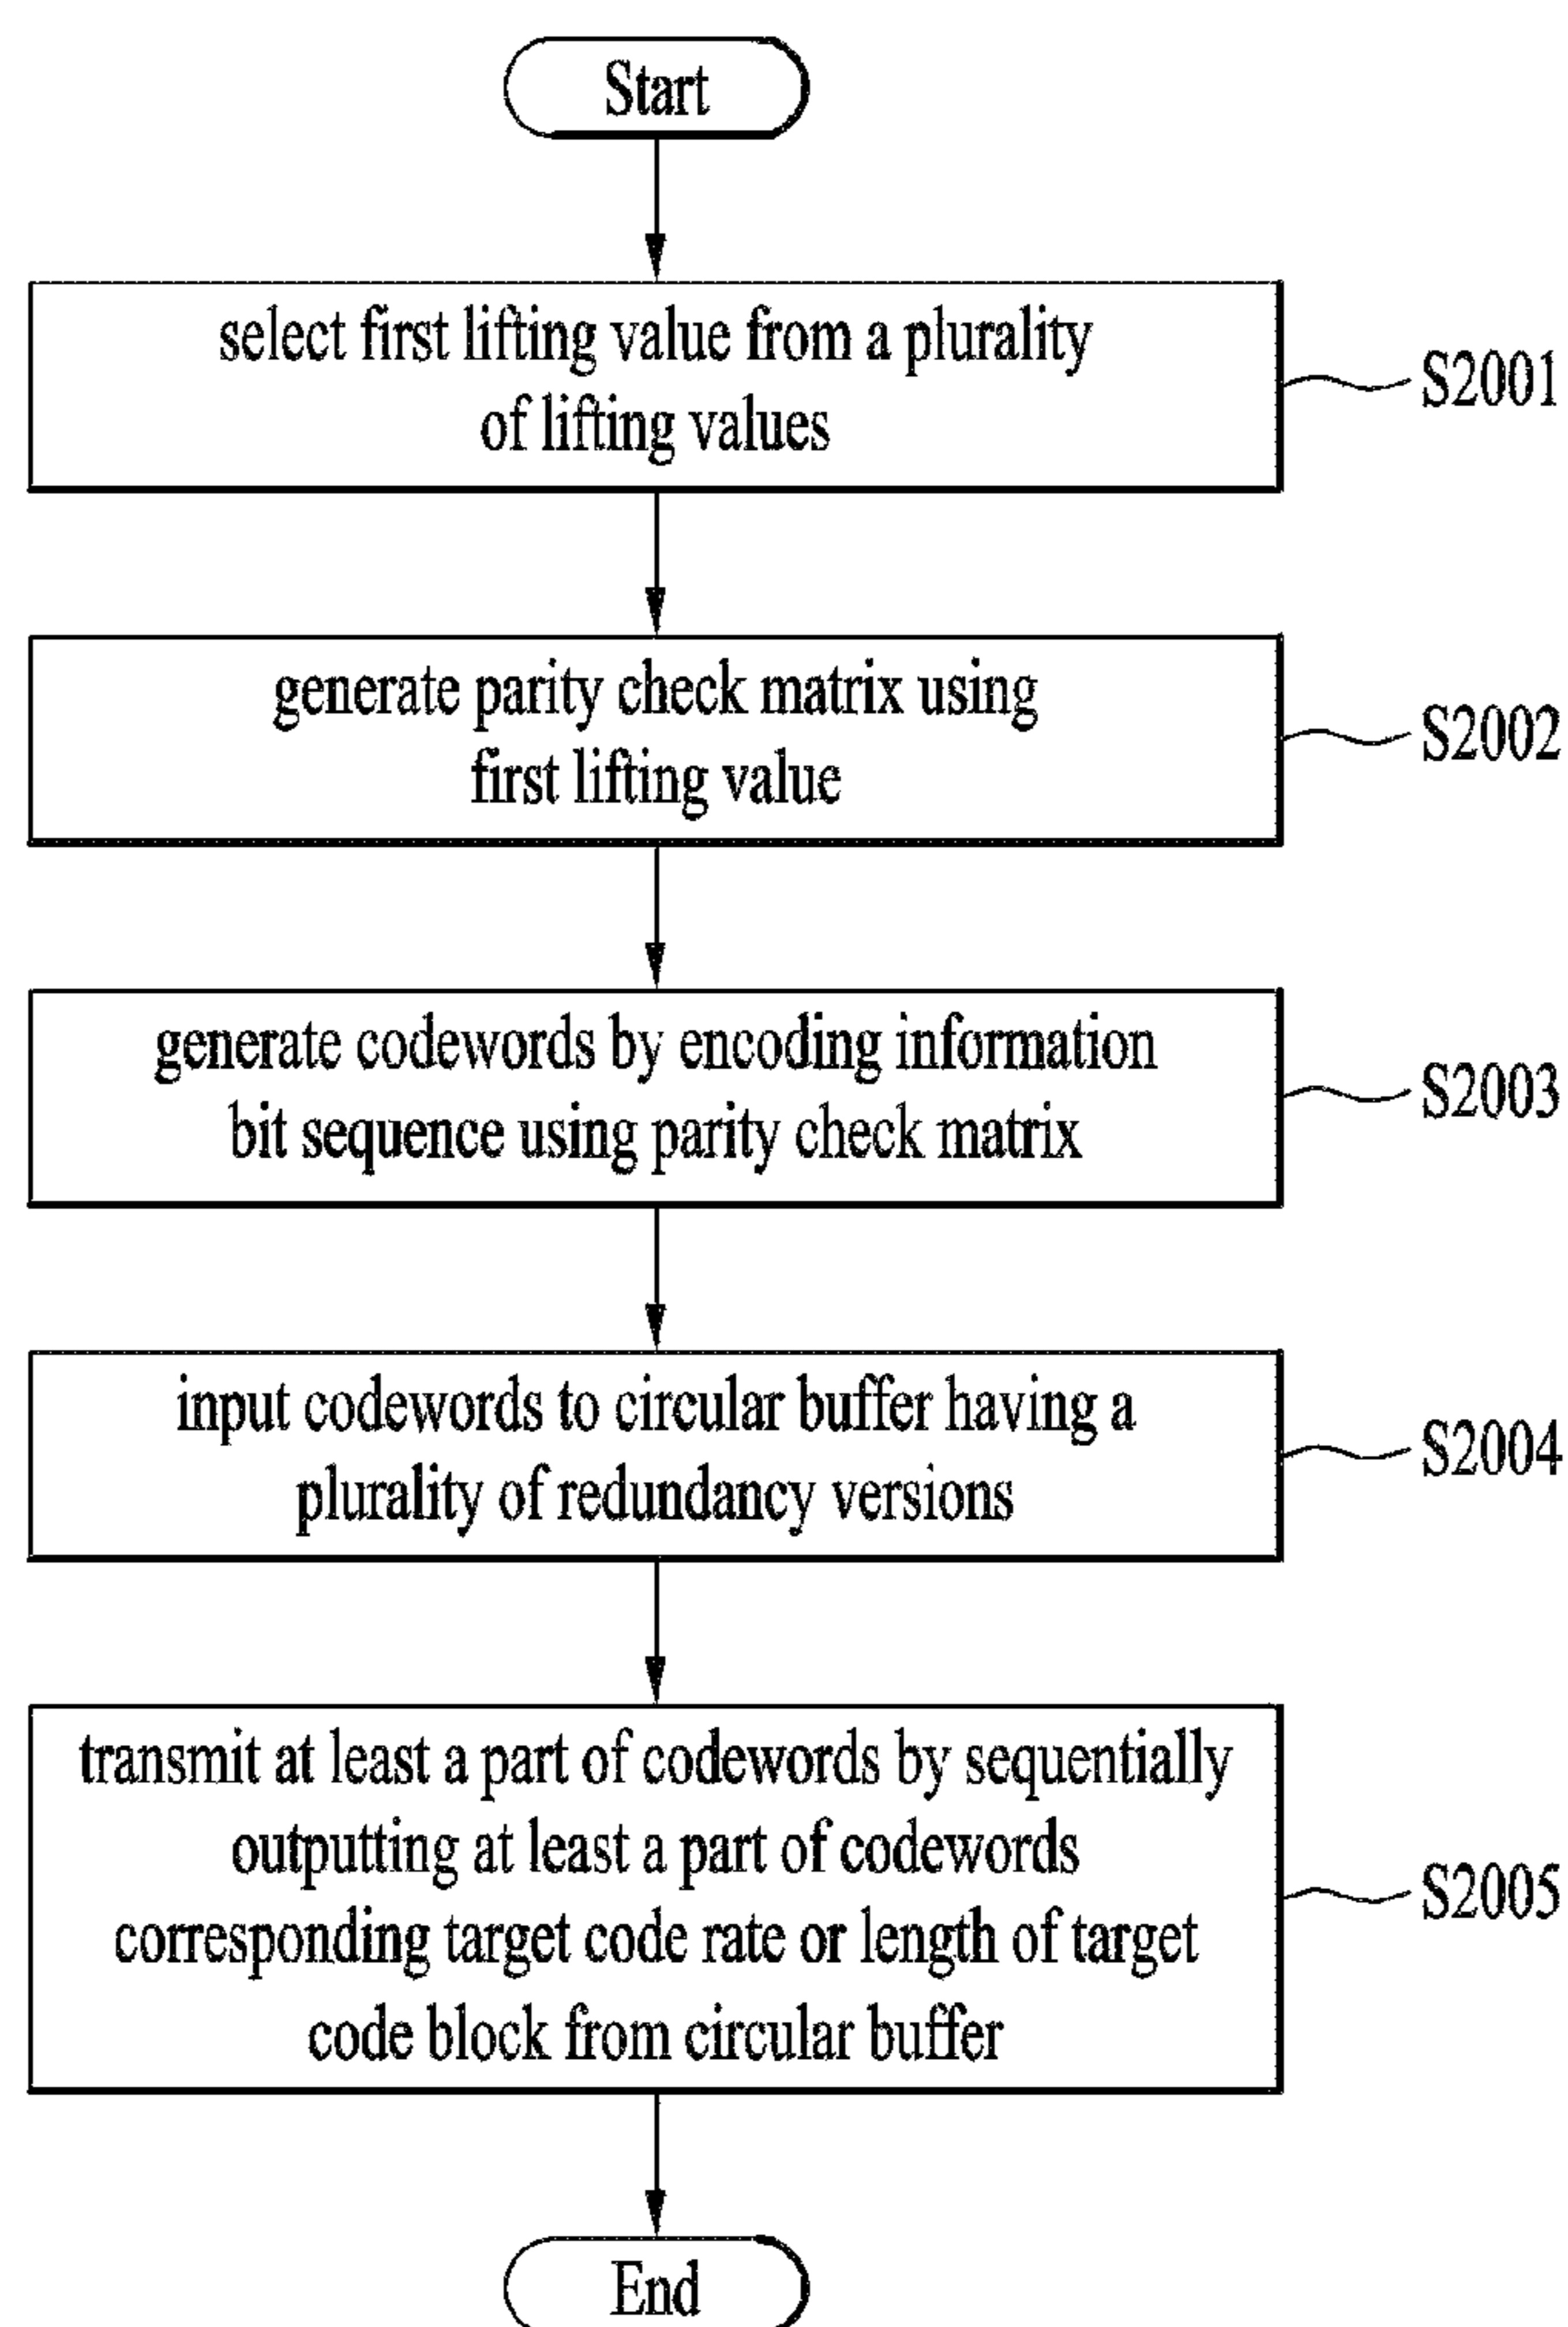 Start
select first lifting value from a plurality
of lifting values
S2001
generate parity check matrix using
first lifting value
S2002
generate codewords by encoding information
bit sequence using parity check matrix
S2003
input codewords to circular buffer having a
plurality of redundancy versions
S2004
transmit at least a part of codewords by sequentially
outputting at least a part of codewords
corresponding target code rate or length of target
code block from circular buffer
S2005
End